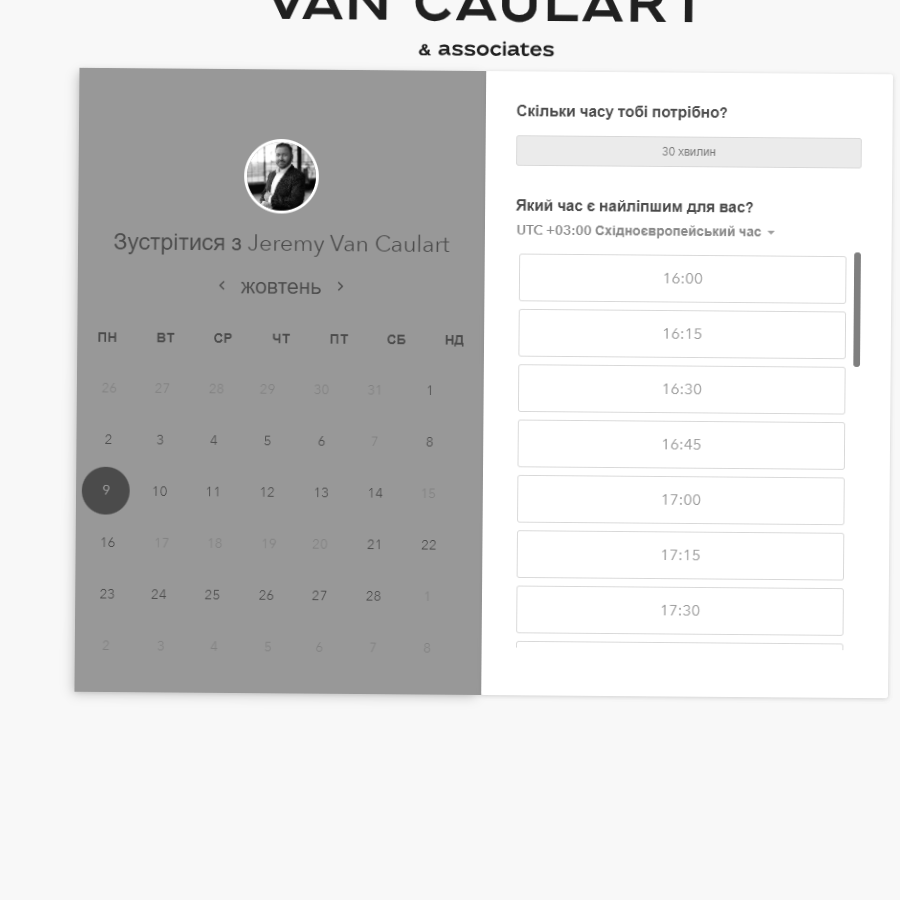 VAN CAULART
& associates
Зустрітися з Jeremy Van Caulart
жовтень
ПН ВТ СР ЧТ ПТ СБ НД
26 27 28 29 30 31 1
2 3 4 5 6 7 8
9 10 11 12 13 14 15
16 17 18 19 20 21 22
23 24 25 26 27 28 1
2 3 4 5 6 7 8
Скільки часу тобі потрібно?
30 хвилин
Який час є найліпшим для вас?
UTC +03:00 Східноєвропейський час
16:00
16:15
16:30
16:45
17:00
17:15
17:30